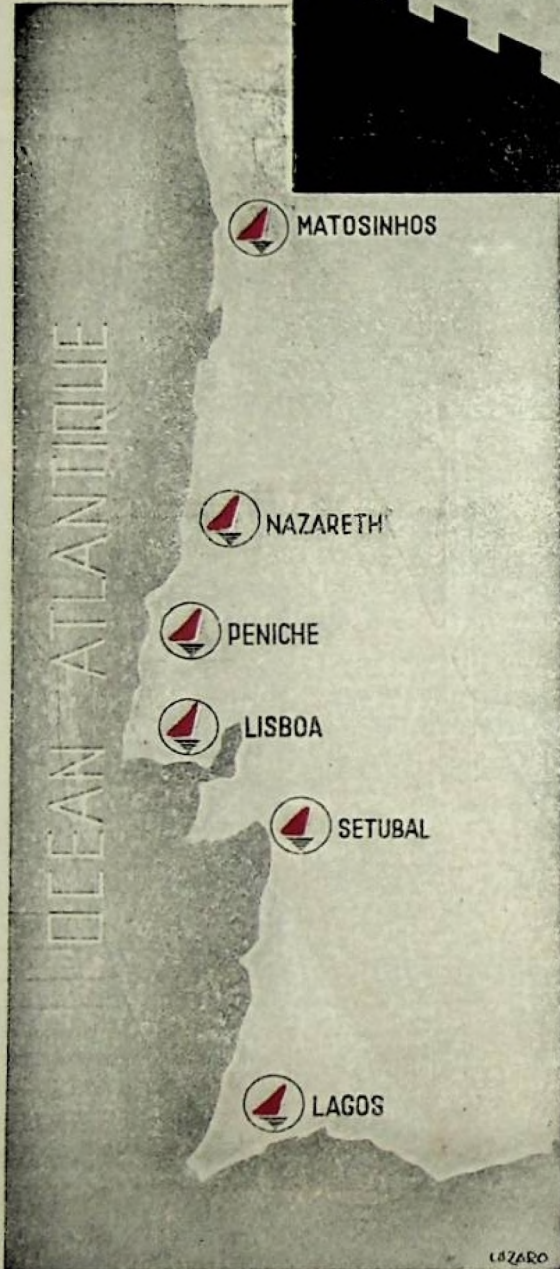 MATOSINHOS
OCEAN ATLANTIQUE
NAZARETH
PENICHE
LISBOA
SETUBAL
LAGOS
LAZARO